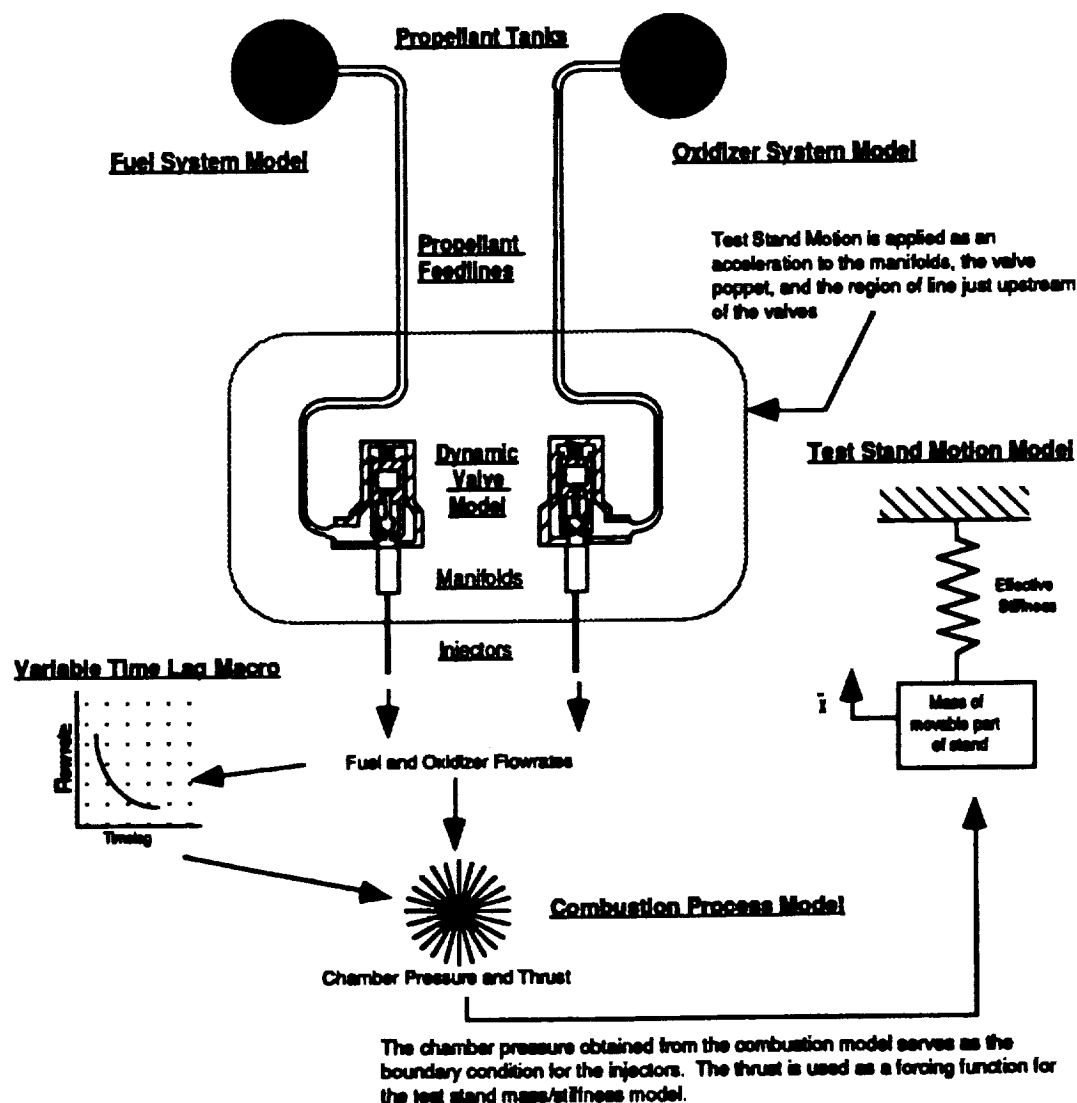 Propellant Tanks
Fuel System Model
Oxidizer System Model
Propellant
Feedlines
Test Stand Motion is applied as an
acceleration to the manifolds, the valve
poppet, and the region of line just upstream
of the valves
Dynamic
Valve
Model
Test Stand Motion Model
Manifolds
Effective
Stiffness
Injectors
Variable Time Lag Macro
Mass of
movable part
of stand
Flowrate
Timelag
Fuel and Oxidizer Flowrates
Combustion Process Model
Chamber Pressure and Thrust
The chamber pressure obtained from the combustion model serves as the
boundary condition for the injectors. The thrust is used as a forcing function for
the test stand mass/stiffness model.